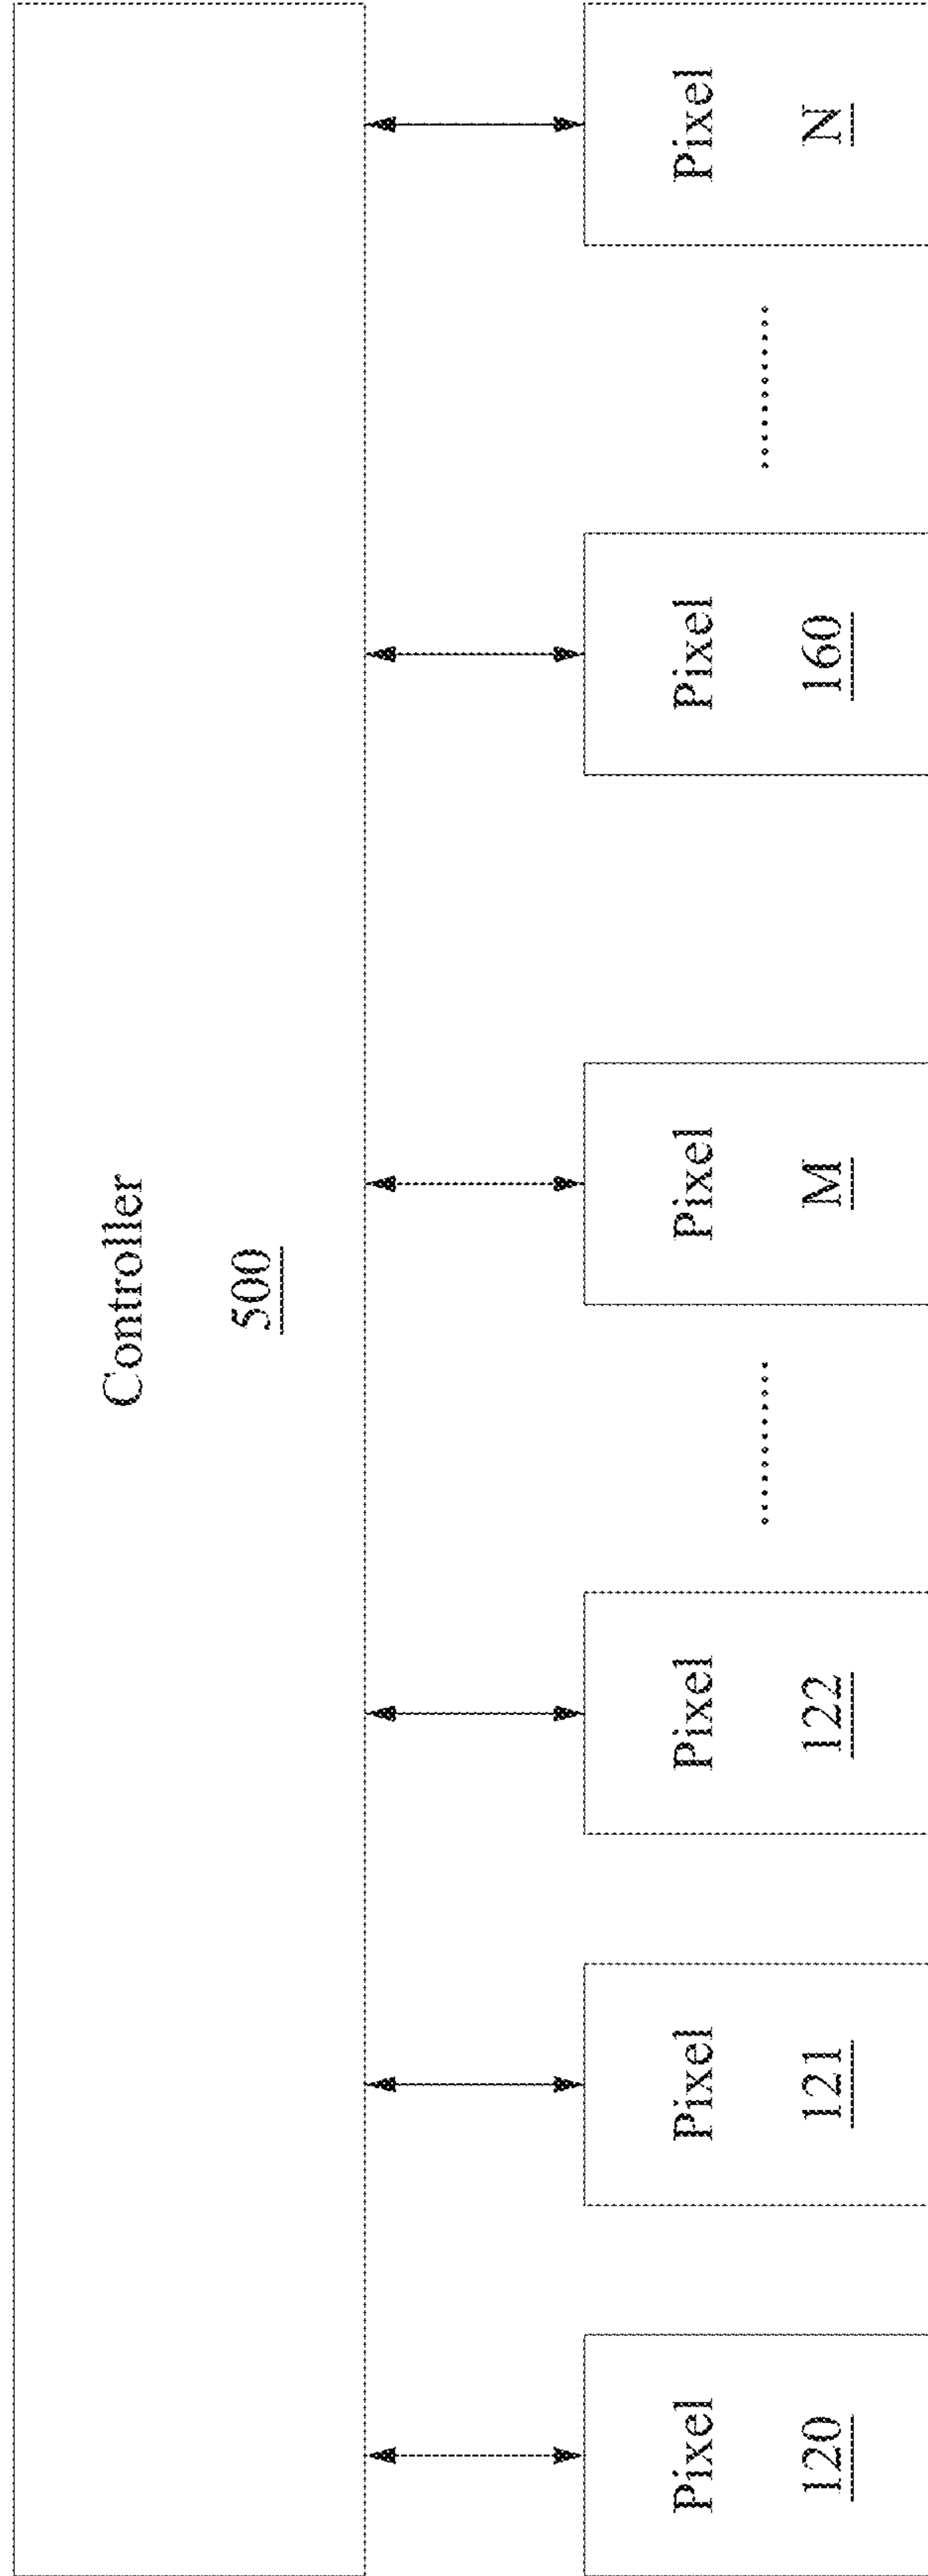 Controller
500
Pixel
120
Pixel
121
Pixel
122
.........
Pixel
M
Pixel
160
.........
Pixel
N